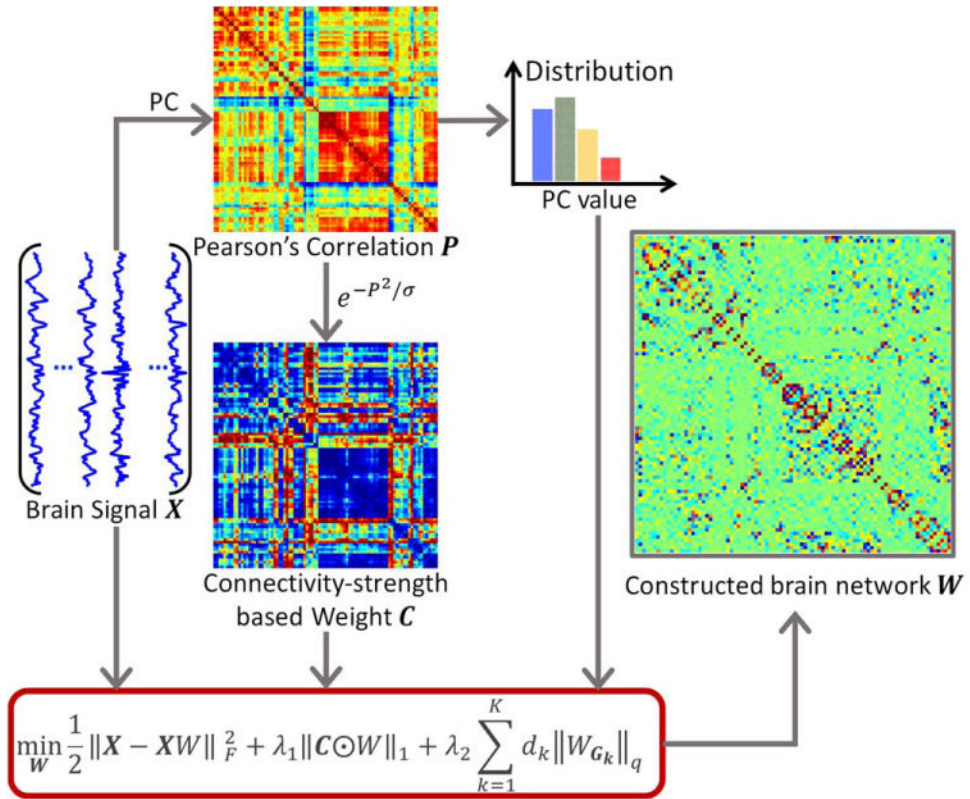 PC
Distribution
PC value
Pearson's Correlation P
e^{-P^2/σ}
...
...
Brain Signal X
Connectivity-strength
based Weight C
Constructed brain network W
min_W 1/2 ‖X − XW‖_F^2 + λ_1‖C⊙W‖_1 + λ_2 ∑_{k=1}^{K} d_k‖W_{G_k}‖_q